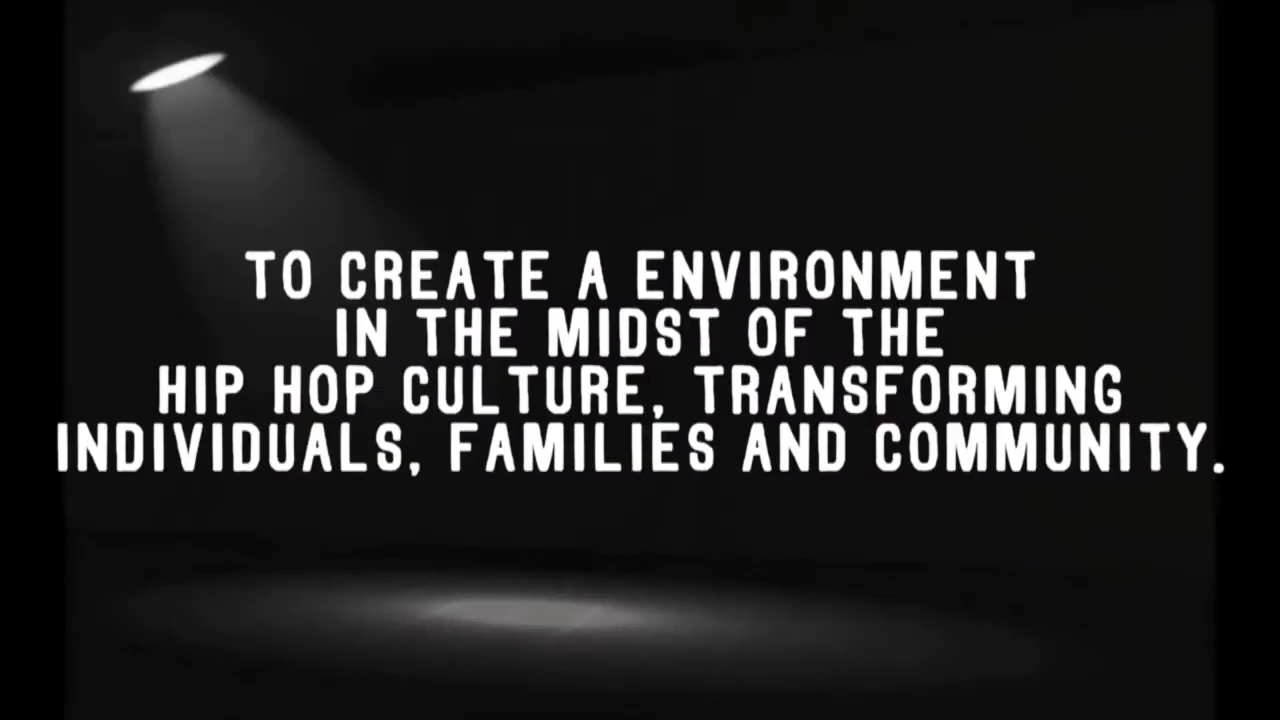 TO CREATE A ENVIRONMENT
IN THE MIDST OF THE
HIP HOP CULTURE, TRANSFORMING
INDIVIDUALS, FAMILIES AND COMMUNITY.